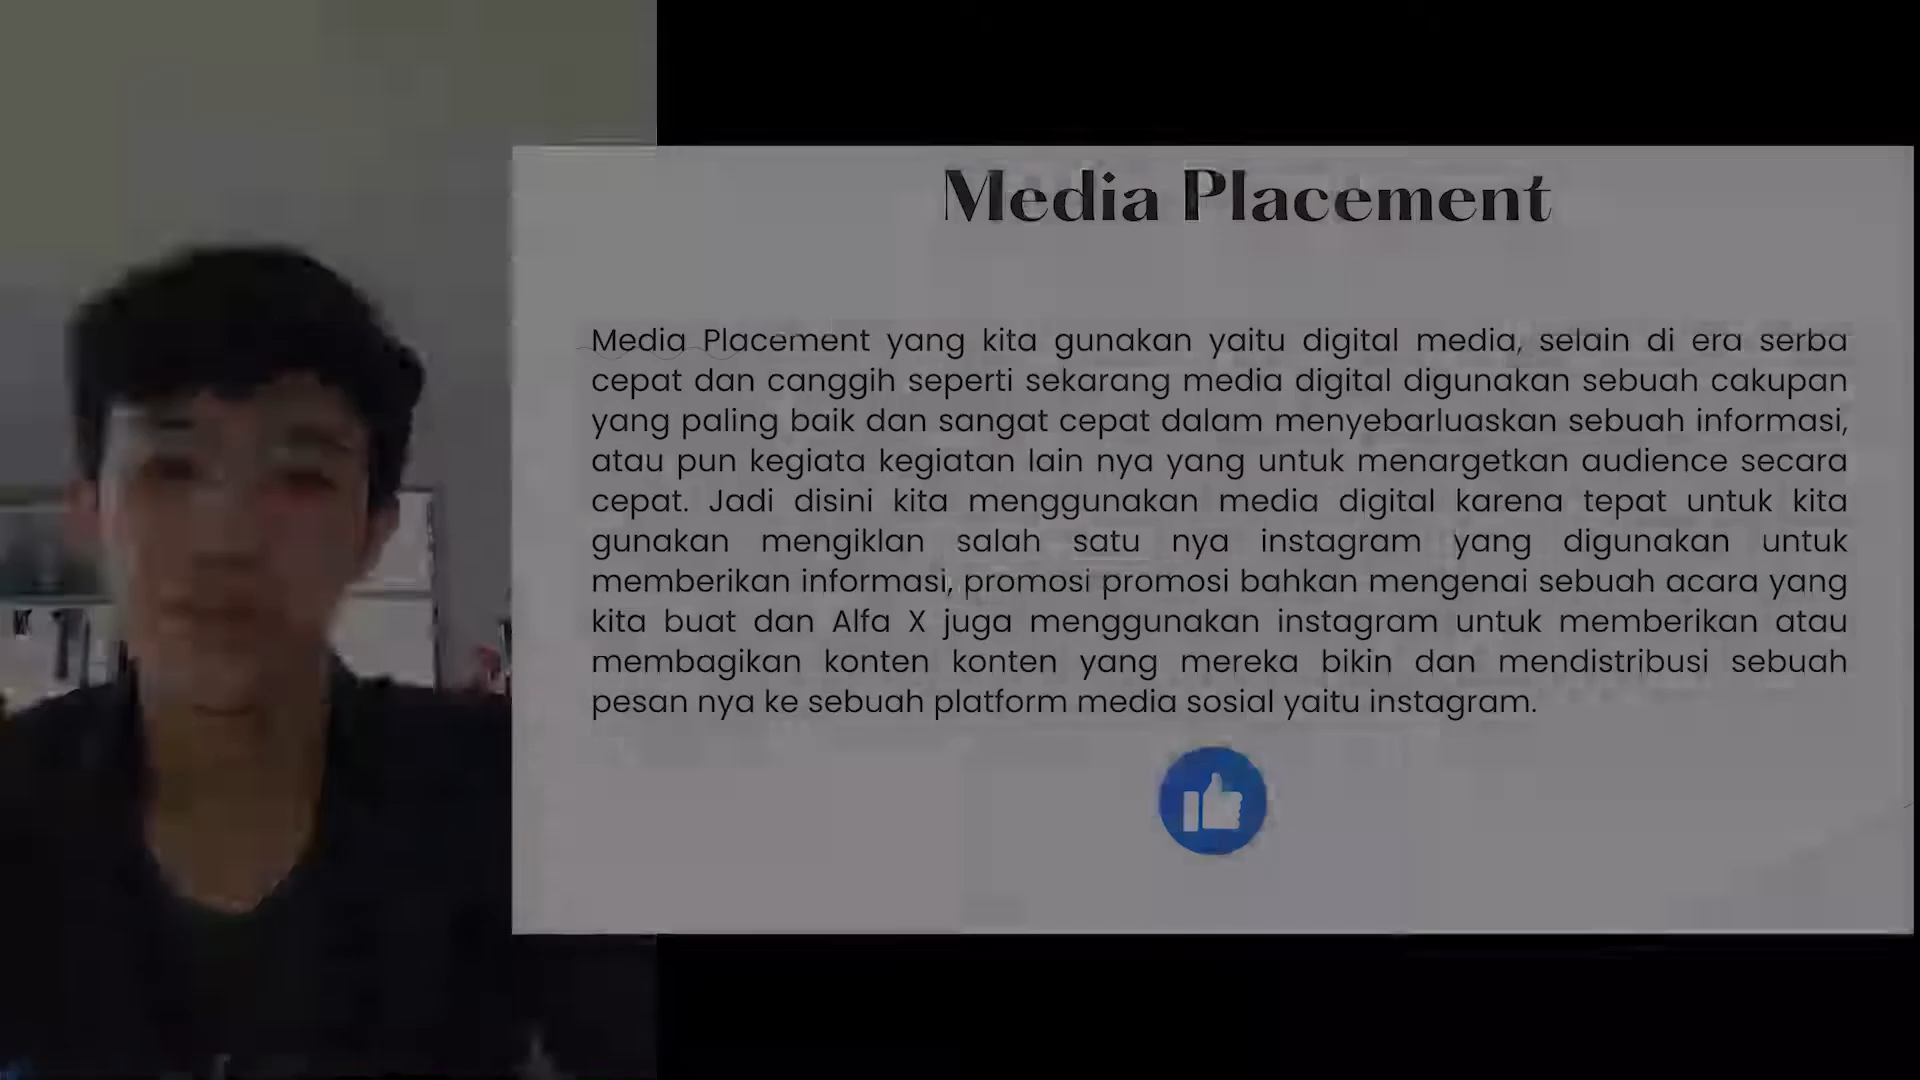 Media Placement
Media Placement yang kita gunakan yaitu digital media, selain di era serba
cepat dan canggih seperti sekarang media digital digunakan sebuah cakupan
yang paling baik dan sangat cepat dalam menyebarluaskan sebuah informasi,
atau pun kegiata kegiatan lain nya yang untuk menargetkan audience secara
cepat. Jadi disini kita menggunakan media digital karena tepat untuk kita
gunakan mengiklan salah satu nya instagram yang digunakan untuk
memberikan informasi, promosi promosi bahkan mengenai sebuah acara yang
kita buat dan Alfa X juga menggunakan instagram untuk memberikan atau
membagikan konten konten yang mereka bikin dan mendistribusi sebuah
pesan nya ke sebuah platform media sosial yaitu instagram.